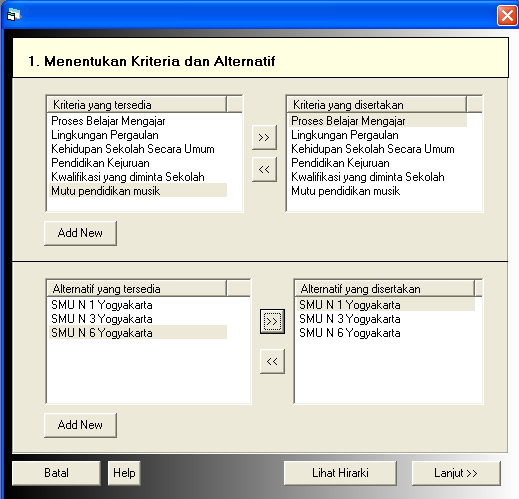 1. Menentukan Kriteria dan Alternatif
Kriteria yang tersedia
Proses Belajar Mengajar
Lingkungan Pergaulan
Kehidupan Sekolah Secara Umum
Pendidikan Kejuruan
Kwalifikasi yang diminta Sekolah
Mutu pendidikan musik
>>
<<
Kriteria yang disertakan
Proses Belajar Mengajar
Lingkungan Pergaulan
Kehidupan Sekolah Secara Umum
Pendidikan Kejuruan
Kwalifikasi yang diminta Sekolah
Mutu pendidikan musik
Add New
Alternatif yang tersedia
SMU N 1 Yogyakarta
SMU N 3 Yogyakarta
SMU N 6 Yogyakarta
>>
<<
Alternatif yang disertakan
SMU N 1 Yogyakarta
SMU N 3 Yogyakarta
SMU N 6 Yogyakarta
Add New
Batal
Help
Lihat Hirarki
Lanjut >>